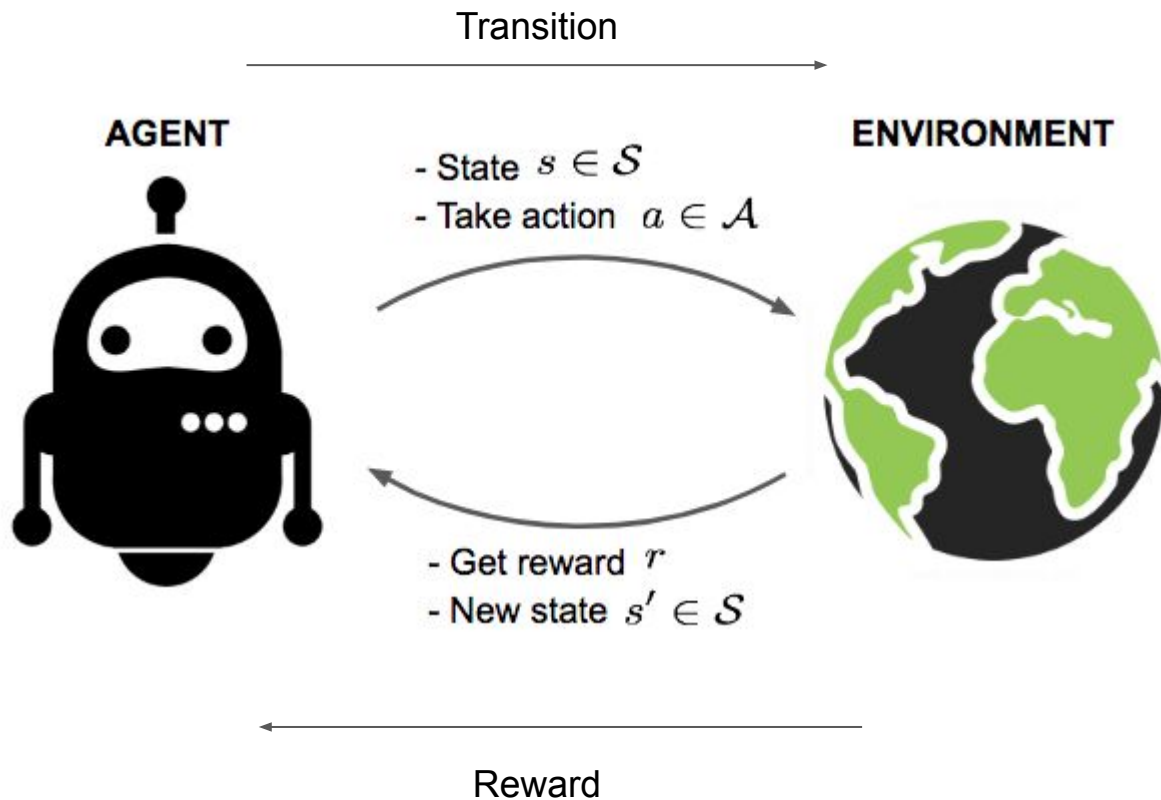 Transition
AGENT
ENVIRONMENT
- State s ∈ 𝒮
- Take action a ∈ 𝒜
- Get reward r
- New state s′ ∈ 𝒮
Reward